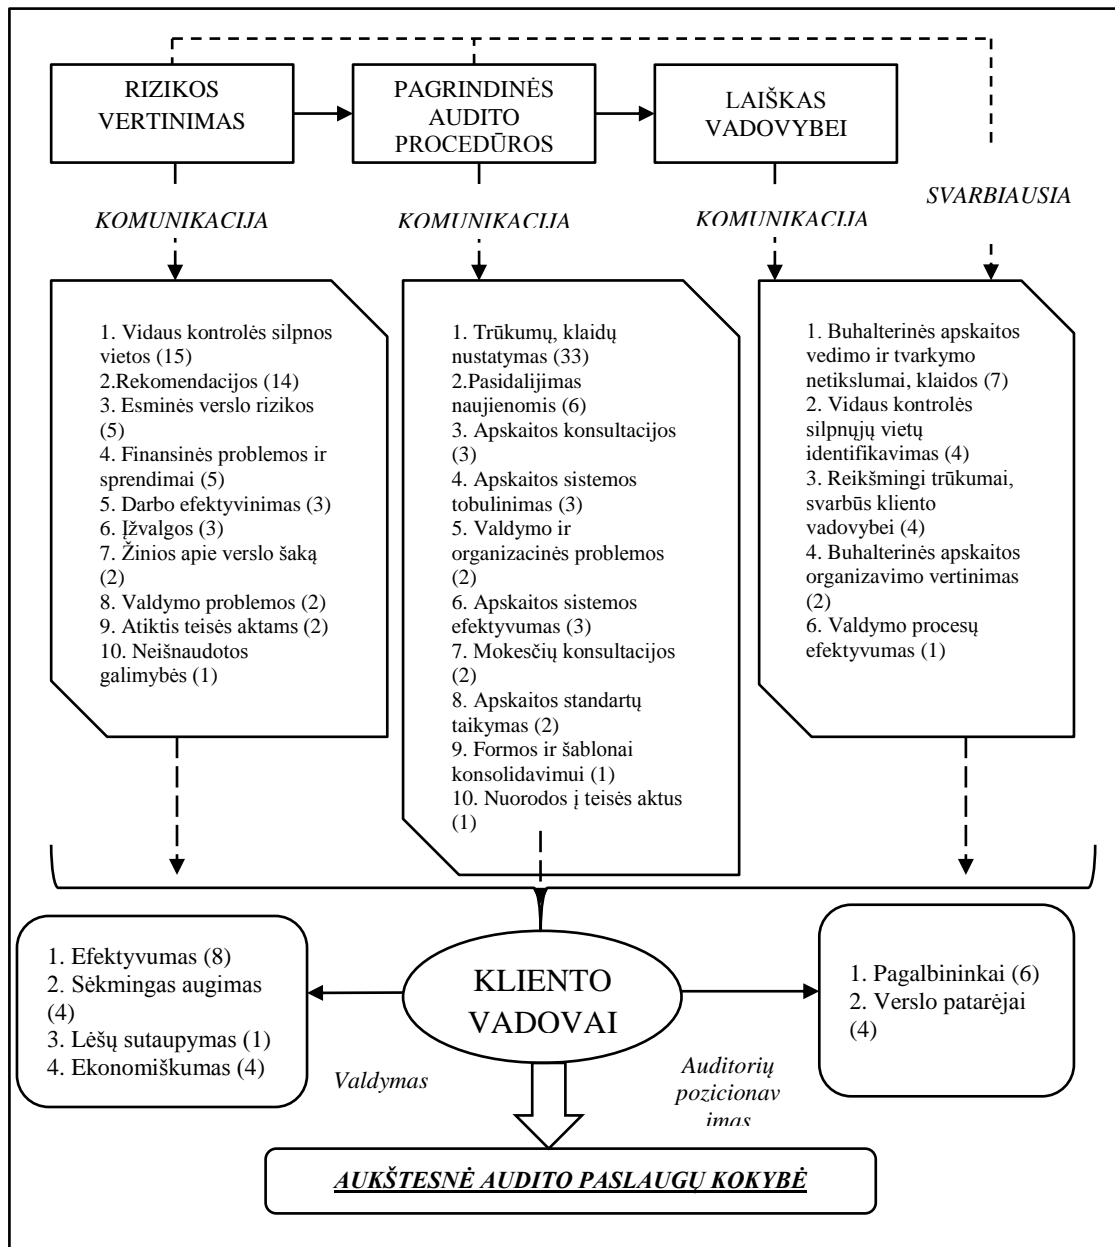 RIZIKOS
VERTINIMAS
PAGRINDINĖS
AUDITO
PROCEDŪROS
LAIŠKAS
VADOVYBEI
KOMUNIKACIJA
KOMUNIKACIJA
KOMUNIKACIJA
SVARBIAUSIA
1. Vidaus kontrolės silpnos
vietos (15)
2.Rekomendacijos (14)
3. Esminės verslo rizikos
(5)
4. Finansinės problemos ir
sprendimai (5)
5. Darbo efektyvinimas (3)
6. Įžvalgos (3)
7. Žinios apie verslo šaką
(2)
8. Valdymo problemos (2)
9. Atiktis teisės aktams (2)
10. Neišnaudotos
galimybės (1)
1. Trūkumų, klaidų
nustatymas (33)
2.Pasidalijimas
naujienomis (6)
3. Apskaitos konsultacijos
(3)
4. Apskaitos sistemos
tobulinimas (3)
5. Valdymo ir
organizacinės problemos
(2)
6. Apskaitos sistemos
efektyvumas (3)
7. Mokesčių konsultacijos
(2)
8. Apskaitos standartų
taikymas (2)
9. Formos ir šablonai
konsolidavimui (1)
10. Nuorodos į teisės aktus
(1)
1. Buhalterinės apskaitos
vedimo ir tvarkymo
netikslumai, klaidos (7)
2. Vidaus kontrolės
silpnųjų vietų
identifikavimas (4)
3. Reikšmingi trūkumai,
svarbūs kliento
vadovybei (4)
4. Buhalterinės apskaitos
organizavimo vertinimas
(2)
6. Valdymo procesų
efektyvumas (1)
1. Efektyvumas (8)
2. Sėkmingas augimas
(4)
3. Lėšų sutaupymas (1)
4. Ekonomiškumas (4)
Valdymas
KLIENTO
VADOVAI
Auditorių
pozicionav
imas
1. Pagalbininkai (6)
2. Verslo patarėjai
(4)
AUKŠTESNĖ AUDITO PASLAUGŲ KOKYBĖ